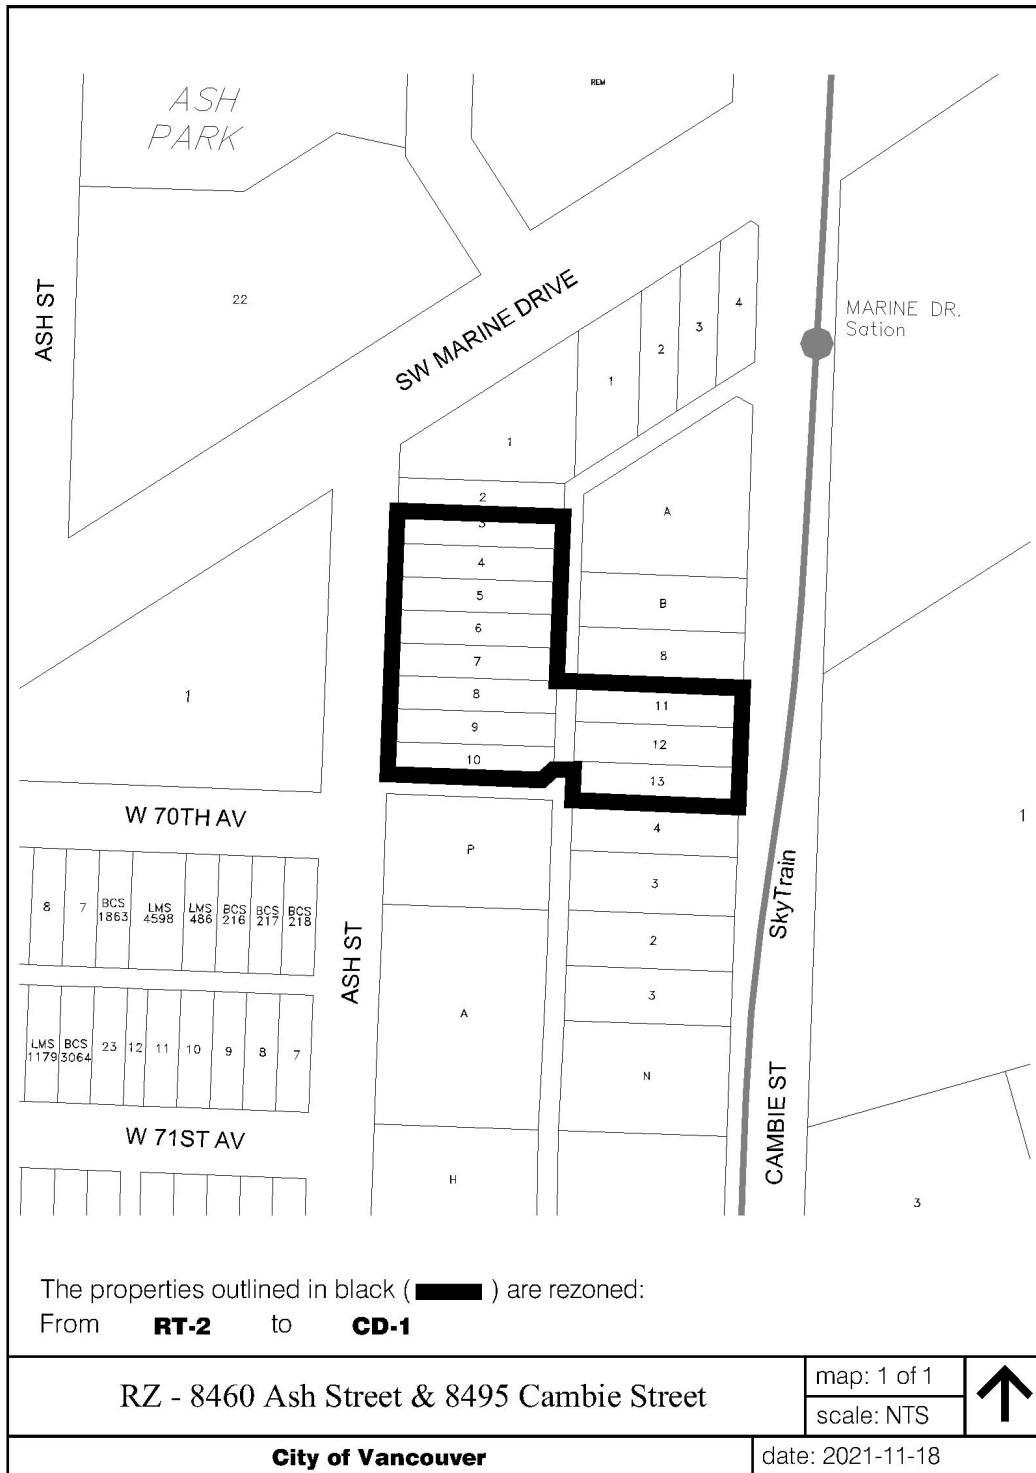 ASH
PARK
REM
ASH ST
22
SW MARINE DRIVE
MARINE DR.
Sation
4
3
2
1
1
2
3
4
5
6
7
8
9
10
A
B
8
11
12
13
1
W 70TH AV
8
7
BCS
1863
LMS
4598
LMS
486
BCS
216
BCS
217
BCS
218
LMS
1179
BCS
3064
23
12
11
10
9
8
7
W 71ST AV
ASH ST
P
A
H
4
3
2
3
N
SkyTrain
CAMBIE ST
1
3
The properties outlined in black ( ) are rezoned:
From RT-2 to CD-1
RZ - 8460 Ash Street & 8495 Cambie Street
map: 1 of 1
scale: NTS
City of Vancouver
date: 2021-11-18